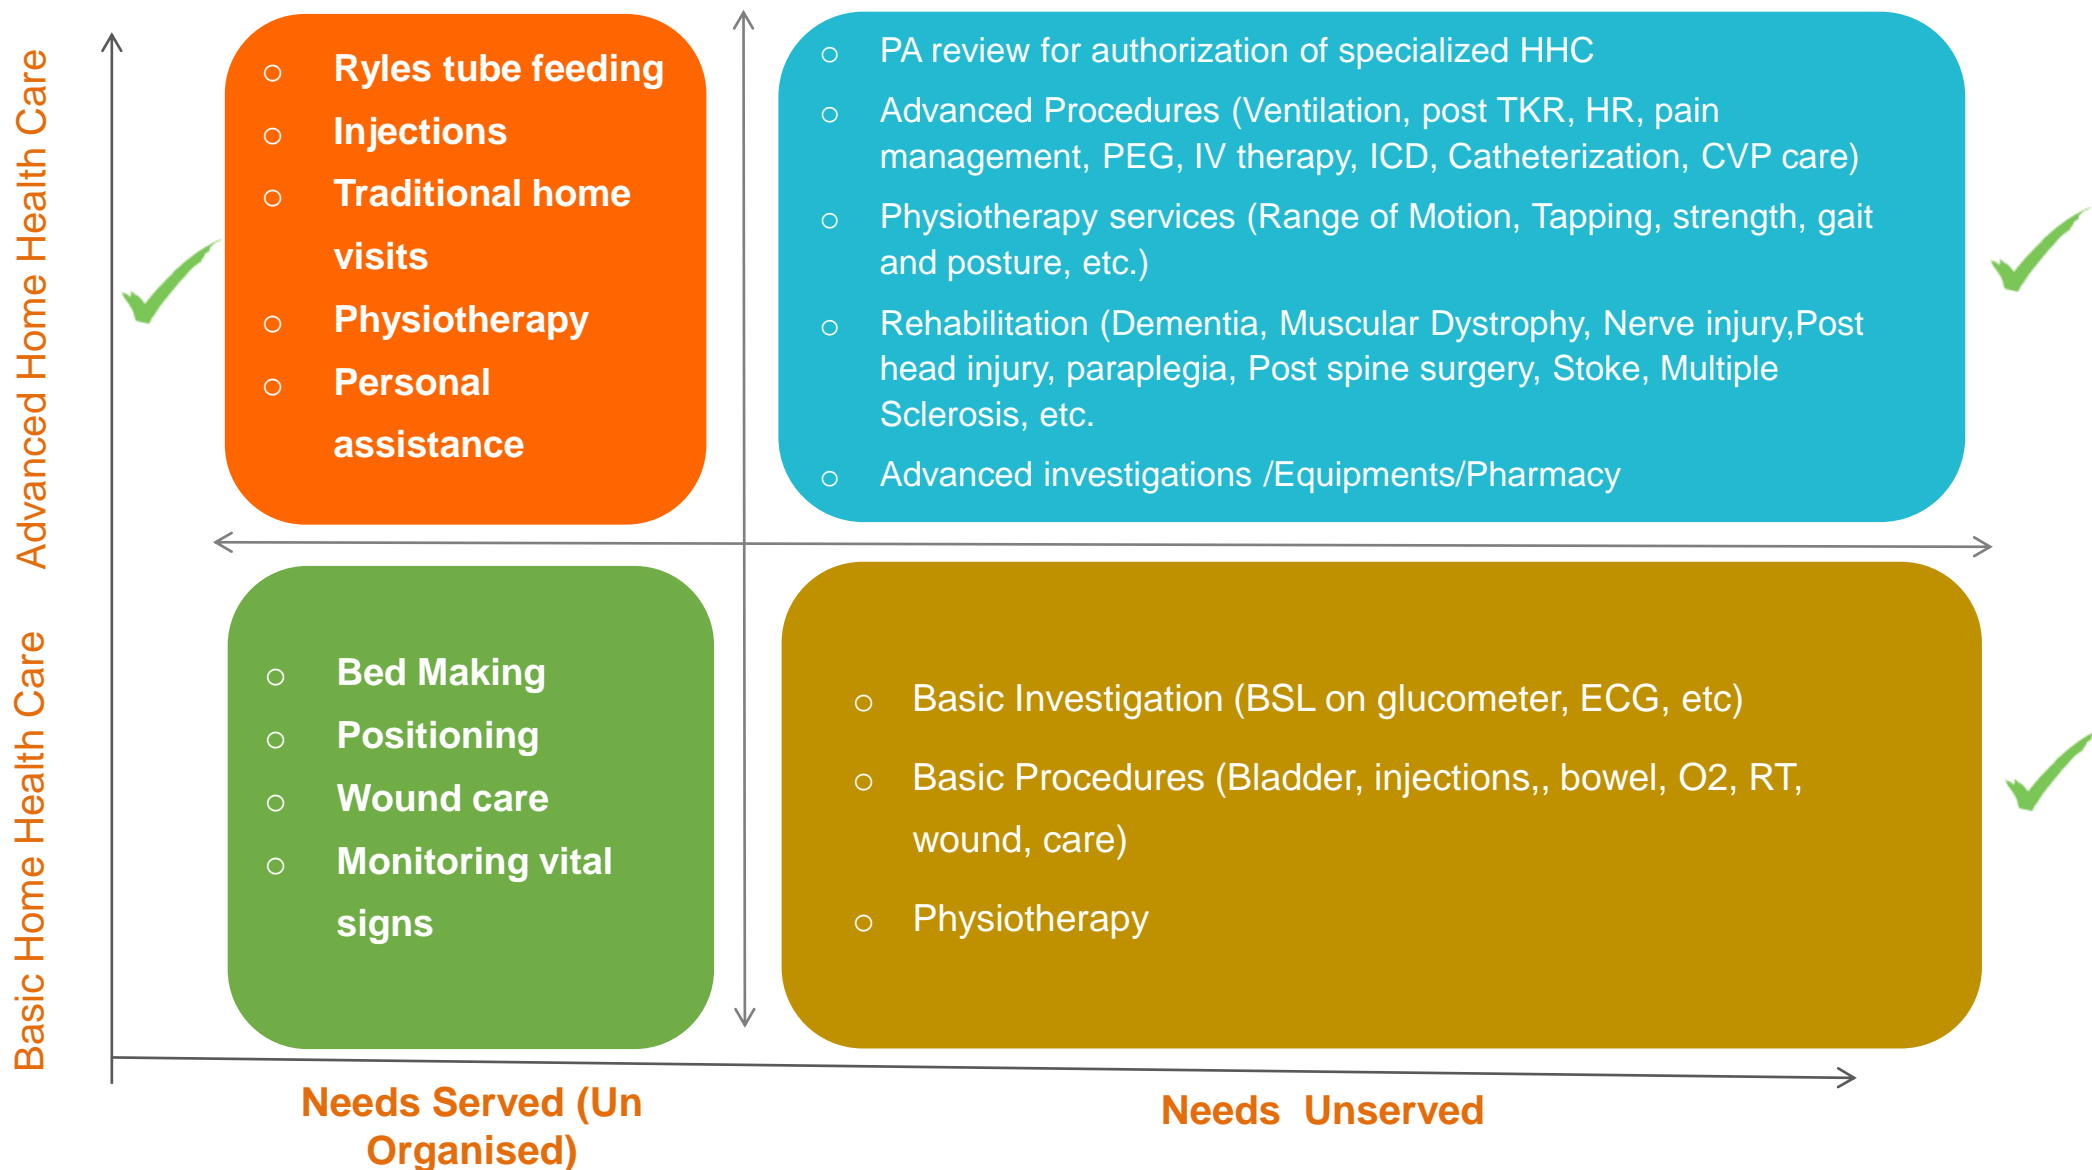 Advanced Home Health Care
Ryles tube feeding
Injections
Traditional home
visits
Physiotherapy
Personal
assistance
PA review for authorization of specialized HHC
Advanced Procedures (Ventilation, post TKR, HR, pain
management, PEG, IV therapy, ICD, Catheterization, CVP care)
Physiotherapy services (Range of Motion, Tapping, strength, gait
and posture, etc.)
Rehabilitation (Dementia, Muscular Dystrophy, Nerve injury,Post
head injury, paraplegia, Post spine surgery, Stoke, Multiple
Sclerosis, etc.
Advanced investigations /Equipments/Pharmacy
Basic Home Health Care
Bed Making
Positioning
Wound care
Monitoring vital
signs
Basic Investigation (BSL on glucometer, ECG, etc)
Basic Procedures (Bladder, injections,, bowel, O2, RT,
wound, care)
Physiotherapy
Needs Served (Un
Organised)
Needs Unserved